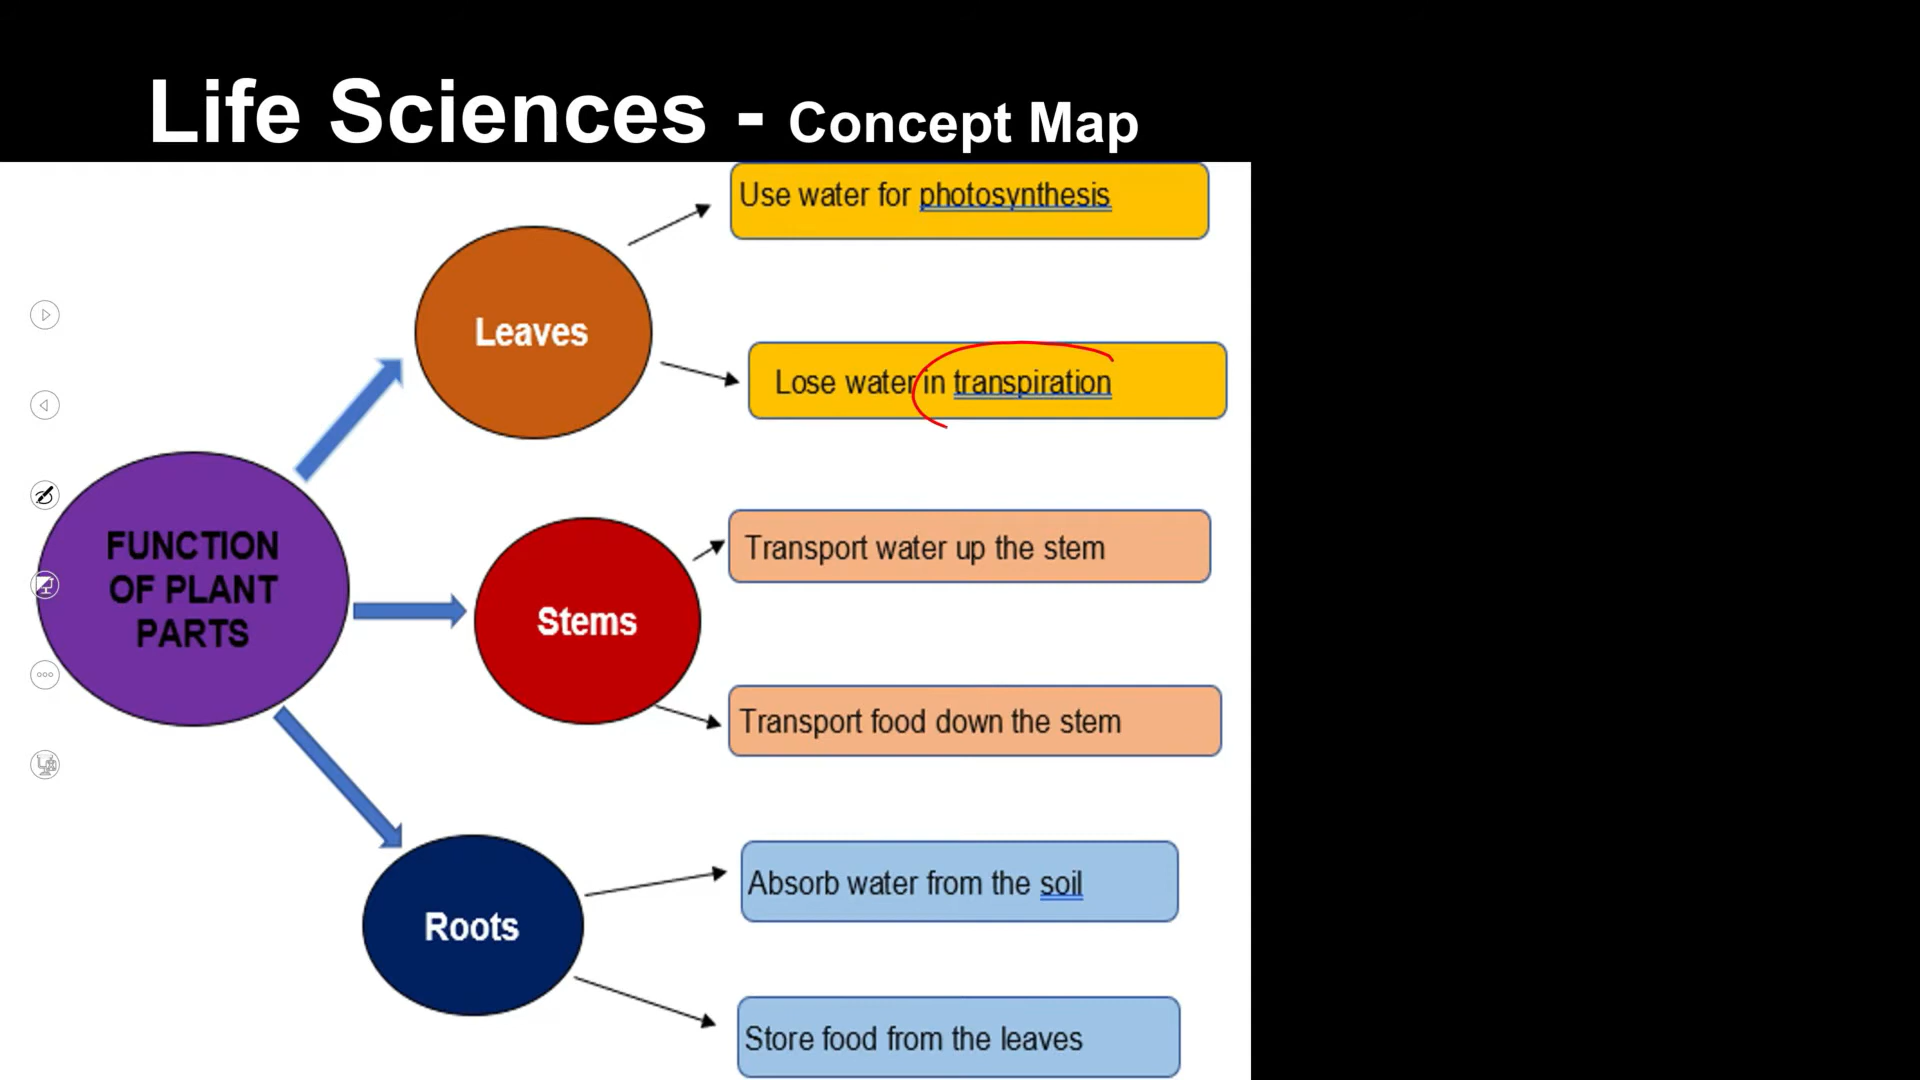 Life Sciences - Concept Map
Use water for photosynthesis
Leaves
Lose water in transpiration
FUNCTION
OF PLANT
PARTS
Transport water up the stem
Stems
Transport food down the stem
Absorb water from the soil
Roots
Store food from the leaves